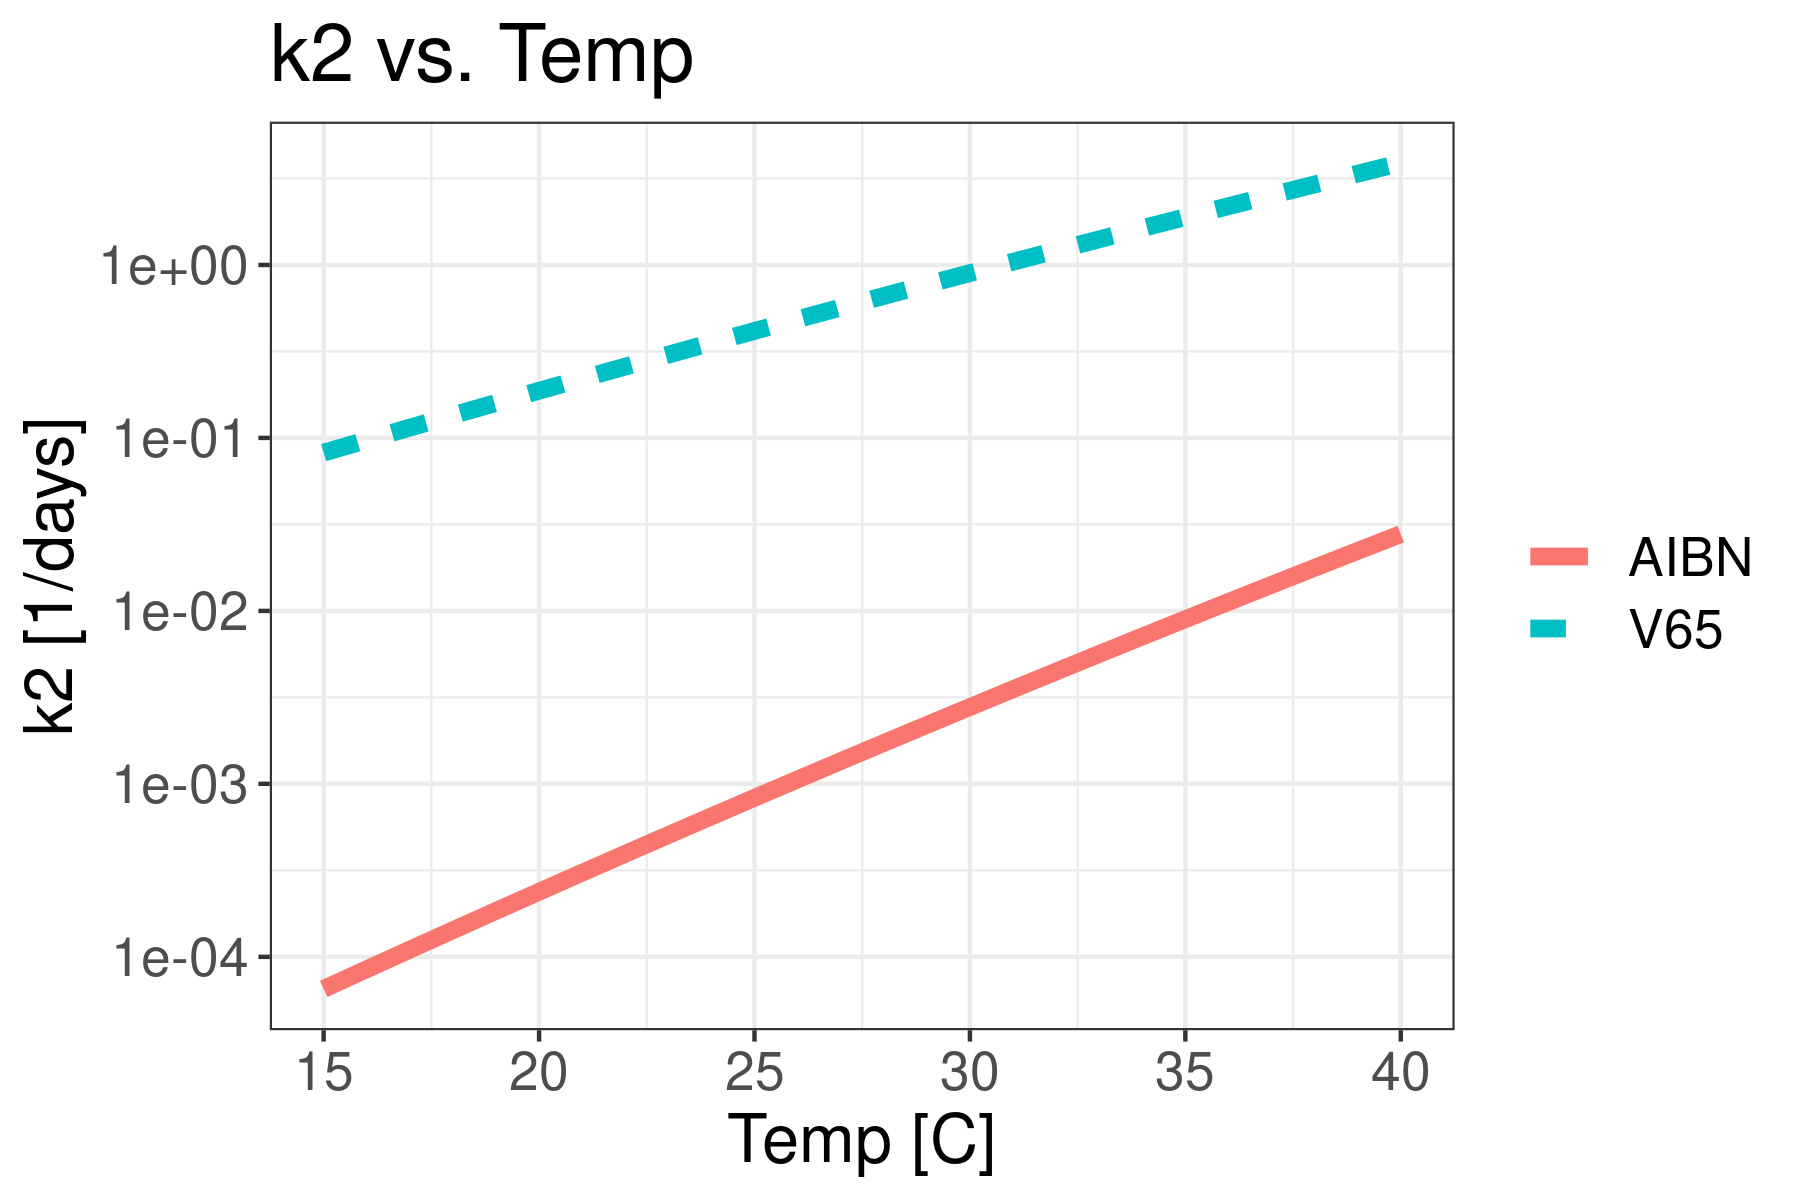 k2 vs. Temp
k2 [1/days]
1e+00
1e-01
1e-02
1e-03
1e-04
15 20 25 30 35 40
Temp [C]
AIBN
V65